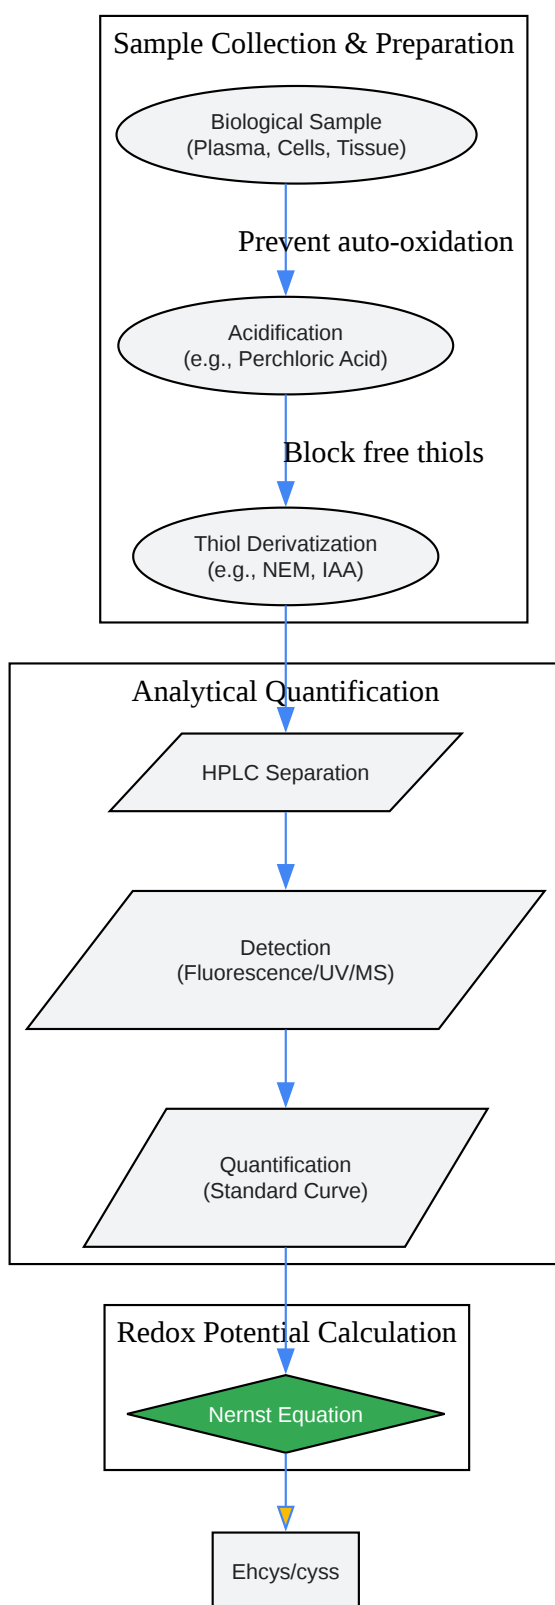 Sample Collection & Preparation
Biological Sample
(Plasma, Cells, Tissue)
Prevent auto-oxidation
Acidification
(e.g., Perchloric Acid)
Block free thiols
Thiol Derivatization
(e.g., NEM, IAA)
Analytical Quantification
HPLC Separation
Detection
(Fluorescence/UV/MS)
Quantification
(Standard Curve)
Redox Potential Calculation
Nernst Equation
Ehcys/cyss